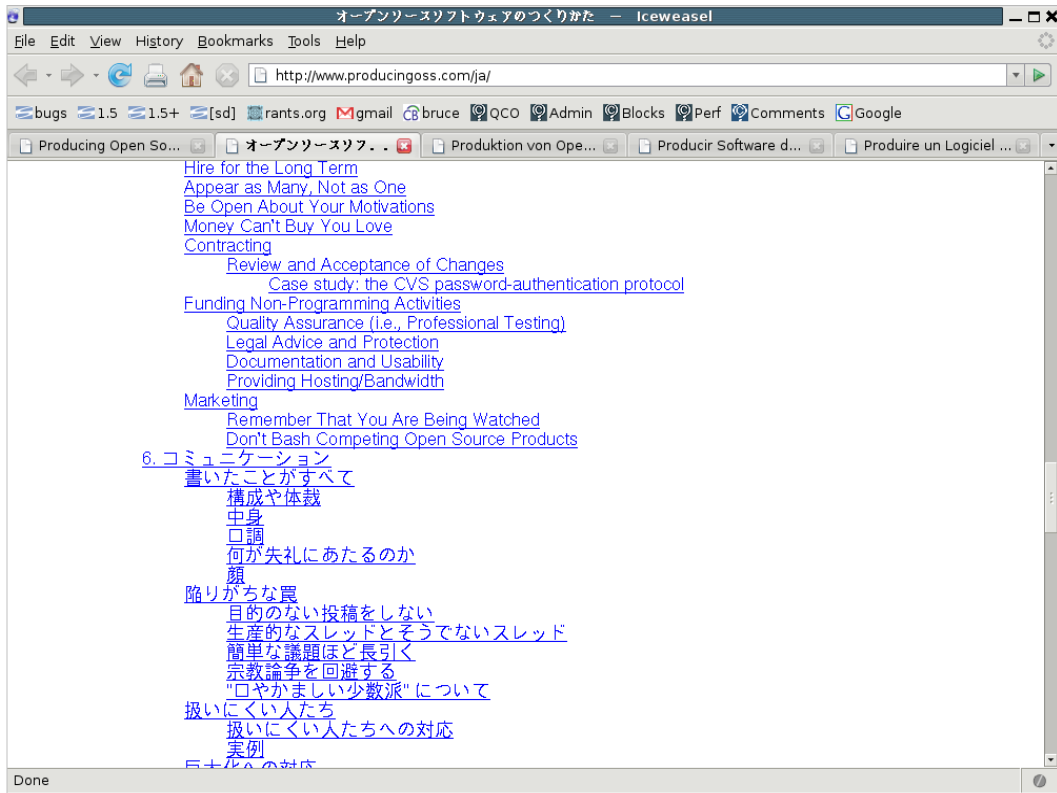 オープンソースソフトウェアのつくりかた — Iceweasel
File Edit View History Bookmarks Tools Help
http://www.producingoss.com/ja/
bugs 1.5 1.5+ [sd] rants.org gmail bruce QCO Admin Blocks Perf Comments Google
Producing Open So... オープンソースソフ... Produktion von Ope... Producir Software d... Produire un Logiciel ...
Hire for the Long Term
Appear as Many, Not as One
Be Open About Your Motivations
Money Can't Buy You Love
Contracting
Review and Acceptance of Changes
Case study: the CVS password-authentication protocol
Funding Non-Programming Activities
Quality Assurance (i.e., Professional Testing)
Legal Advice and Protection
Documentation and Usability
Providing Hosting/Bandwidth
Marketing
Remember That You Are Being Watched
Don't Bash Competing Open Source Products
6. コミュニケーション
書いたことがすべて
構成や体裁
中身
口調
何が失礼にあたるのか
顔
陥りがちな罠
目的のない投稿をしない
生産的なスレッドとそうでないスレッド
簡単な議題ほど長引く
宗教論争を回避する
"口やかましい少数派" について
扱いにくい人たち
扱いにくい人たちへの対応
実例
巨大化への対応
Done